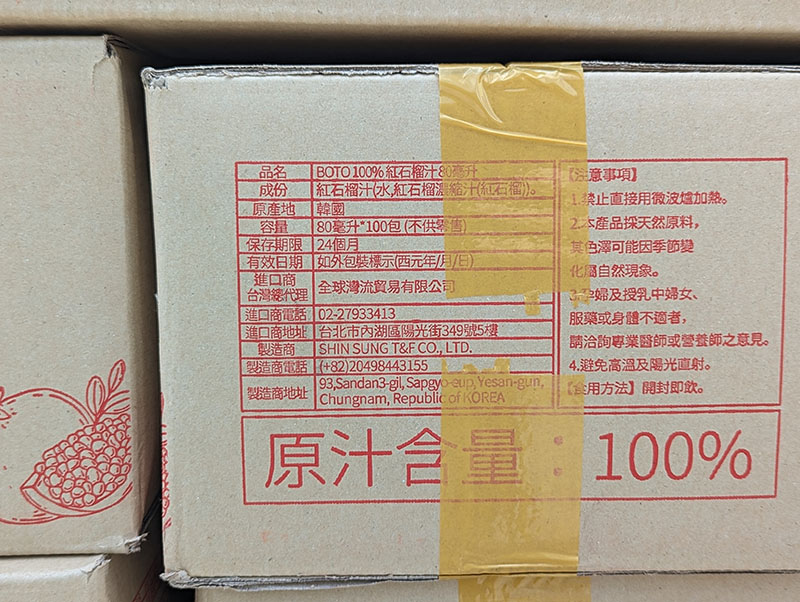 品名 BOTO 100% 紅石榴汁80毫升
成份 紅石榴汁(水,紅石榴濃縮汁(紅石榴))。
原產地 韓國
容量 80毫升*100包 (不供零售)
保存期限 24個月
有效日期 如外包裝標示(西元年/月/日)
進口商
台灣總代理 全球灣流貿易有限公司
進口商電話 02-27933413
進口商地址 台北市內湖區陽光街349號5樓
製造商 SHIN SUNG T&F CO., LTD.
製造商電話 (+82)20498443155
製造商地址 93,Sandan3-gil, Sapgyo-eup, Yesan-gun,
Chungnam, Republic of KOREA
【注意事項】
1.禁止直接用微波爐加熱。
2.本產品採天然原料，
其色澤可能因季節變
化屬自然現象。
3.孕婦及授乳中婦女、
服藥或身體不適者，
請洽詢專業醫師或營養師之意見。
4.避免高溫及陽光直射。
【食用方法】開封即飲。
原汁含量：100%